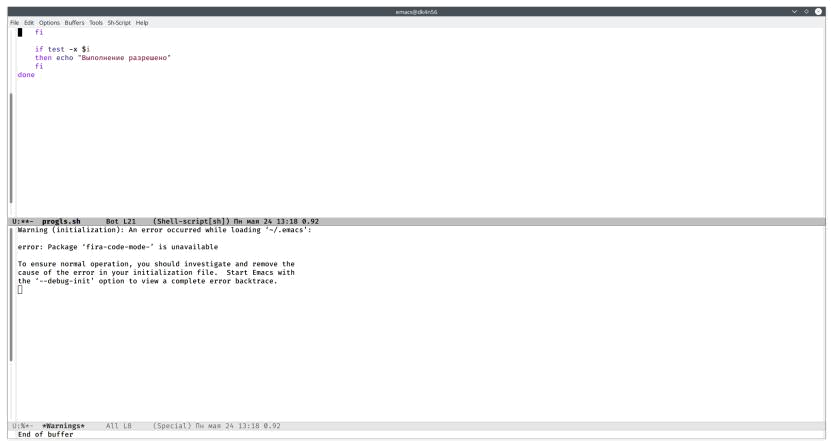 emacs@dk4n56
File Edit Options Buffers Tools Sh-Script Help
fi
if test -x $i
then echo "Выполнение разрешено"
fi
done
U:**- progls.sh Bot L21 (Shell-script[sh]) Пн мая 24 13:18 0.92
Warning (initialization): An error occurred while loading ‘~/.emacs’:
error: Package ‘fira-code-mode-’ is unavailable
To ensure normal operation, you should investigate and remove the
cause of the error in your initialization file. Start Emacs with
the ‘--debug-init’ option to view a complete error backtrace.
U:%*- *Warnings* All L8 (Special) Пн мая 24 13:18 0.92
End of buffer